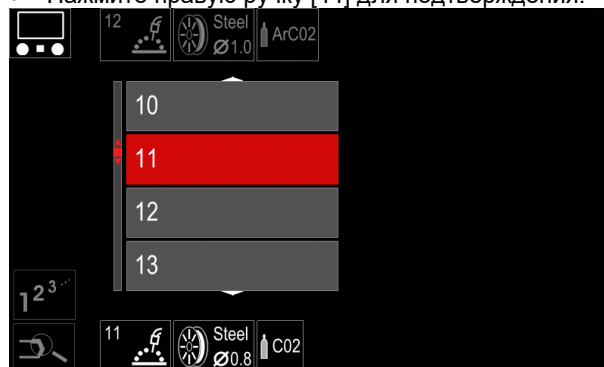 Нажмите правую ручку [11] для подтверждения.
12 Steel ArC02
Ø1.0
10
11
12
13
123
11 Steel C02
Ø0.8